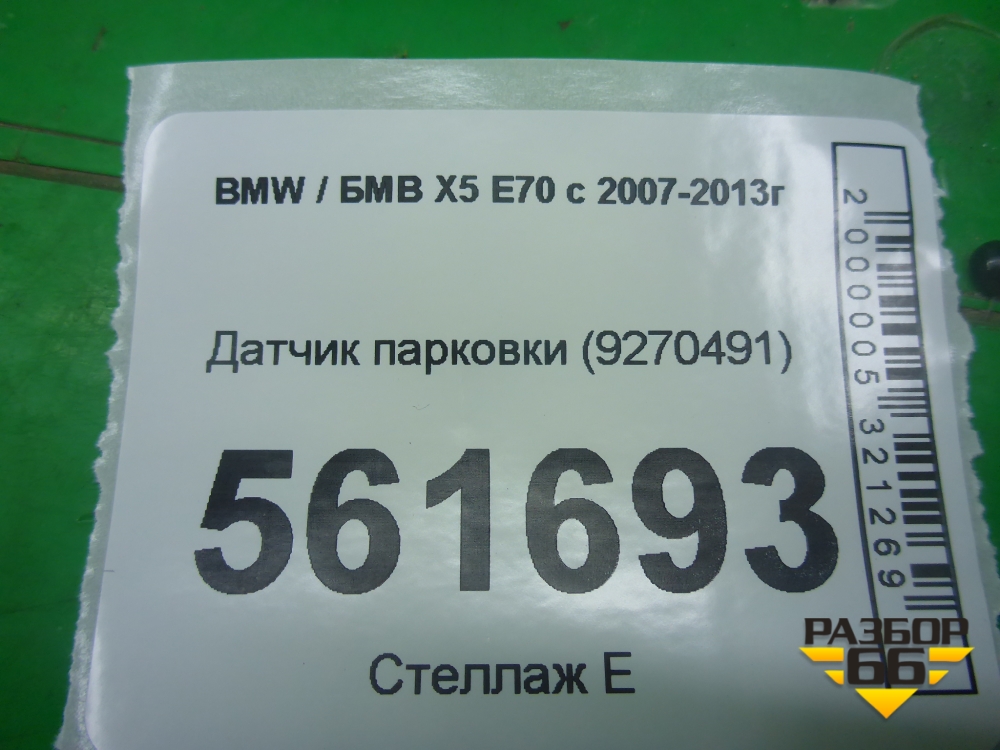 BMW / БМВ X5 E70 с 2007-2013г
Датчик парковки (9270491)
561693
Стеллаж Е
2000005321269
РАЗБОР
66